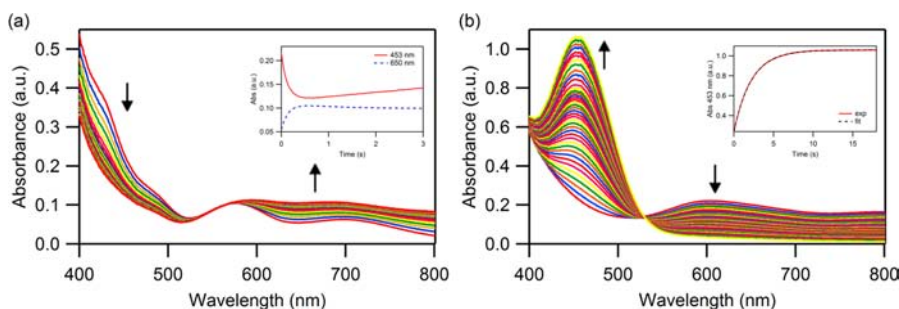 (a)
0.5
0.4
0.3
0.2
0.1
0.0
Absorbance (a.u.)
400
500
600
700
800
Wavelength (nm)
453 nm
650 nm
0.20
0.15
0.10
0.05
Abs (a.u.)
0
1
2
3
Time (s)
(b)
1.0
0.8
0.6
0.4
0.2
0.0
Absorbance (a.u.)
400
500
600
700
800
Wavelength (nm)
1.0
0.8
0.6
0.4
Abs 453 nm (a.u.)
0
5
10
15
Time (s)
exp
fit